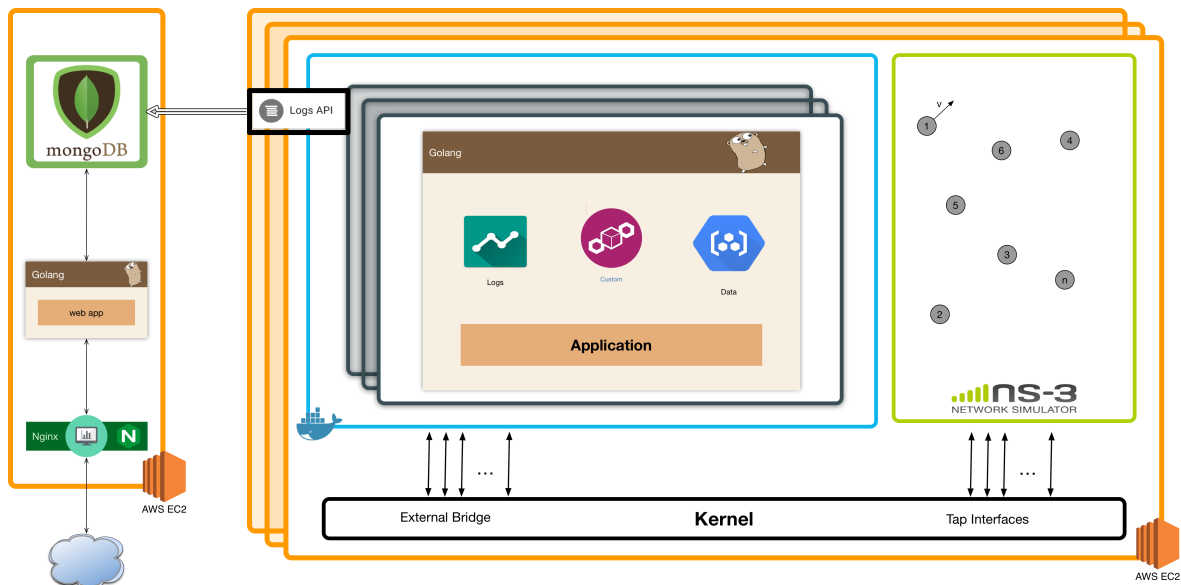 mongoDB
Golang
web app
Nginx
N
AWS EC2
Logs API
Golang
Logs
Custom
Data
Application
v
1
6
4
5
3
n
2
ns-3
NETWORK SIMULATOR
...
...
External Bridge
Kernel
Tap Interfaces
AWS EC2